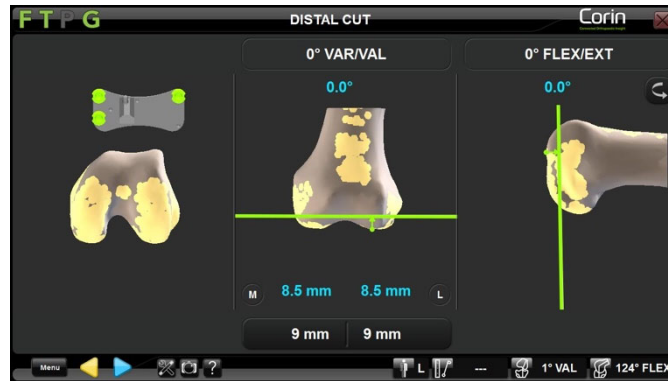 F T P G
DISTAL CUT
Corin
0° VAR/VAL
0° FLEX/EXT
0.0°
0.0°
M
8.5 mm
8.5 mm
L
9 mm
9 mm
Menu
?
L
---
1° VAL
124° FLEX